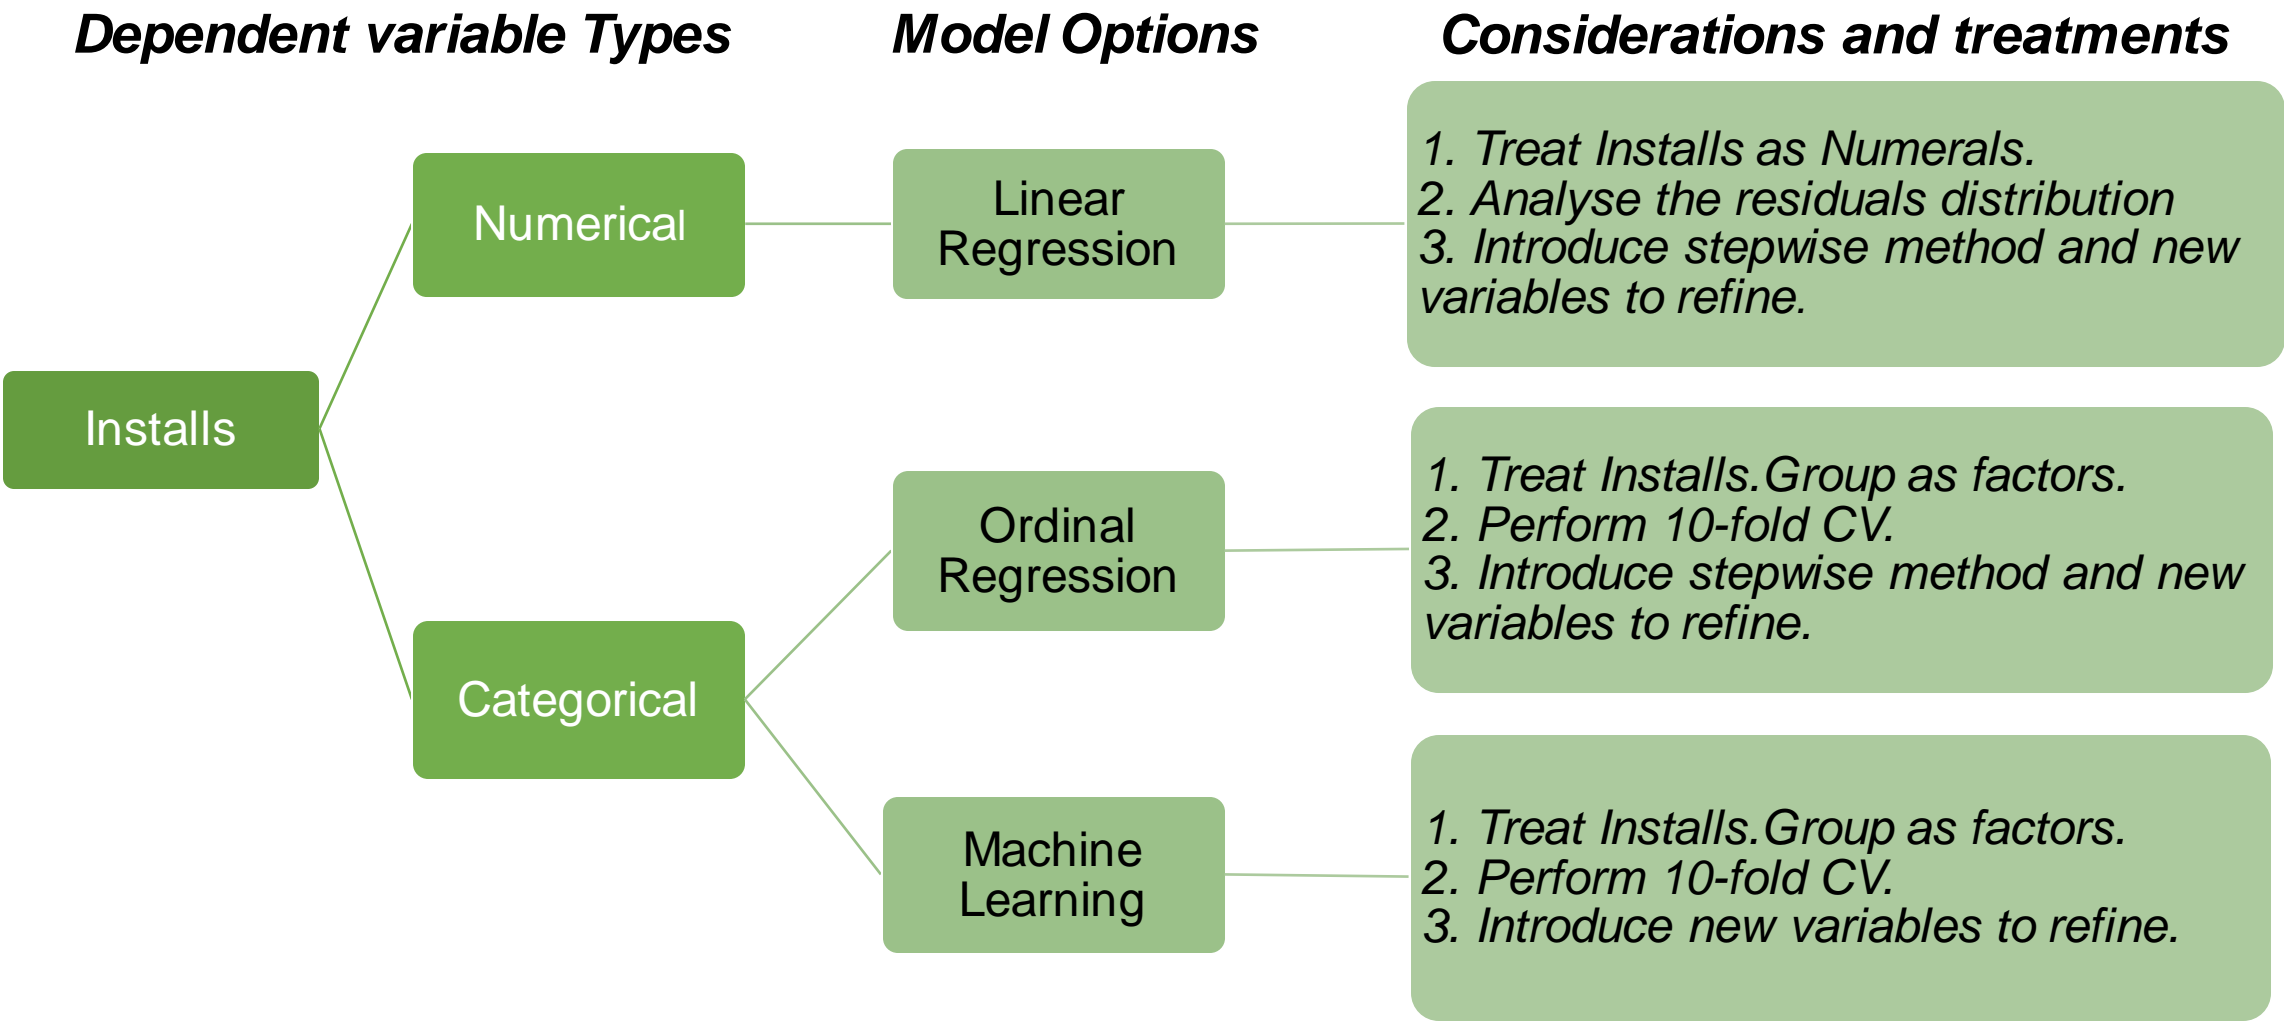 Dependent variable Types
Model Options
Considerations and treatments
Installs
Numerical
Linear
Regression
1. Treat Installs as Numerals.
2. Analyse the residuals distribution
3. Introduce stepwise method and new
variables to refine.
Categorical
Ordinal
Regression
1. Treat Installs.Group as factors.
2. Perform 10-fold CV.
3. Introduce stepwise method and new
variables to refine.
Machine
Learning
1. Treat Installs.Group as factors.
2. Perform 10-fold CV.
3. Introduce new variables to refine.